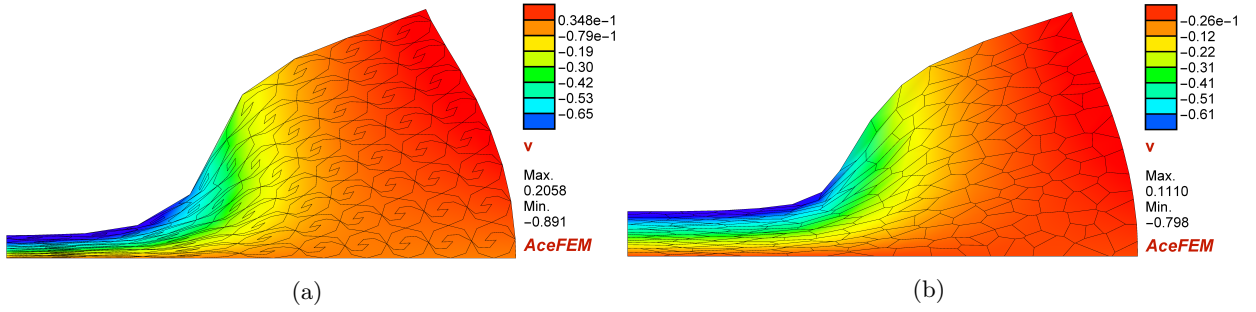 0.348e-1
-0.79e-1
-0.19
-0.30
-0.42
-0.53
-0.65
v
Max.
0.2058
Min.
-0.891
AceFEM
(a)
-0.26e-1
-0.12
-0.22
-0.31
-0.41
-0.51
-0.61
v
Max.
0.1110
Min.
-0.798
AceFEM
(b)